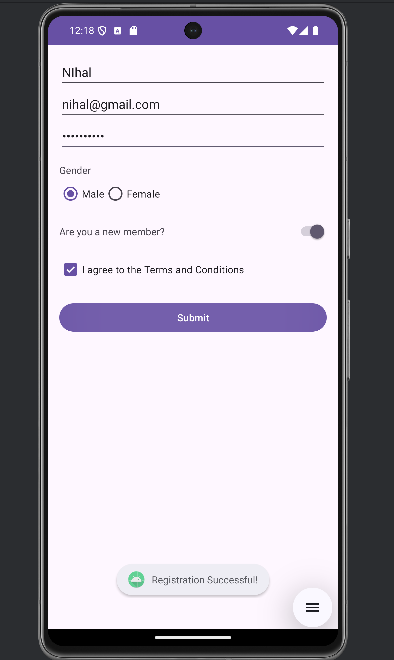 12:18
NIhal
nihal@gmail.com
••••••••••
Gender
Male Female
Are you a new member?
I agree to the Terms and Conditions
Submit
Registration Successful!